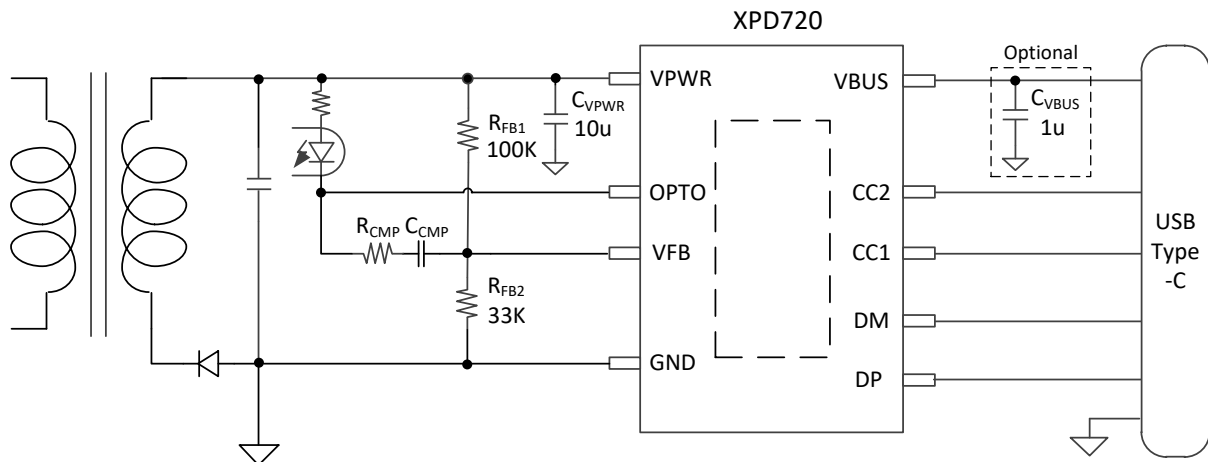 XPD720
Optional
VPWR
VBUS
CVPWR
10u
CVBUS
1u
RFB1
100K
OPTO
CC2
RCMP
CCMP
VFB
CC1
USB
Type
-C
RFB2
33K
DM
GND
DP